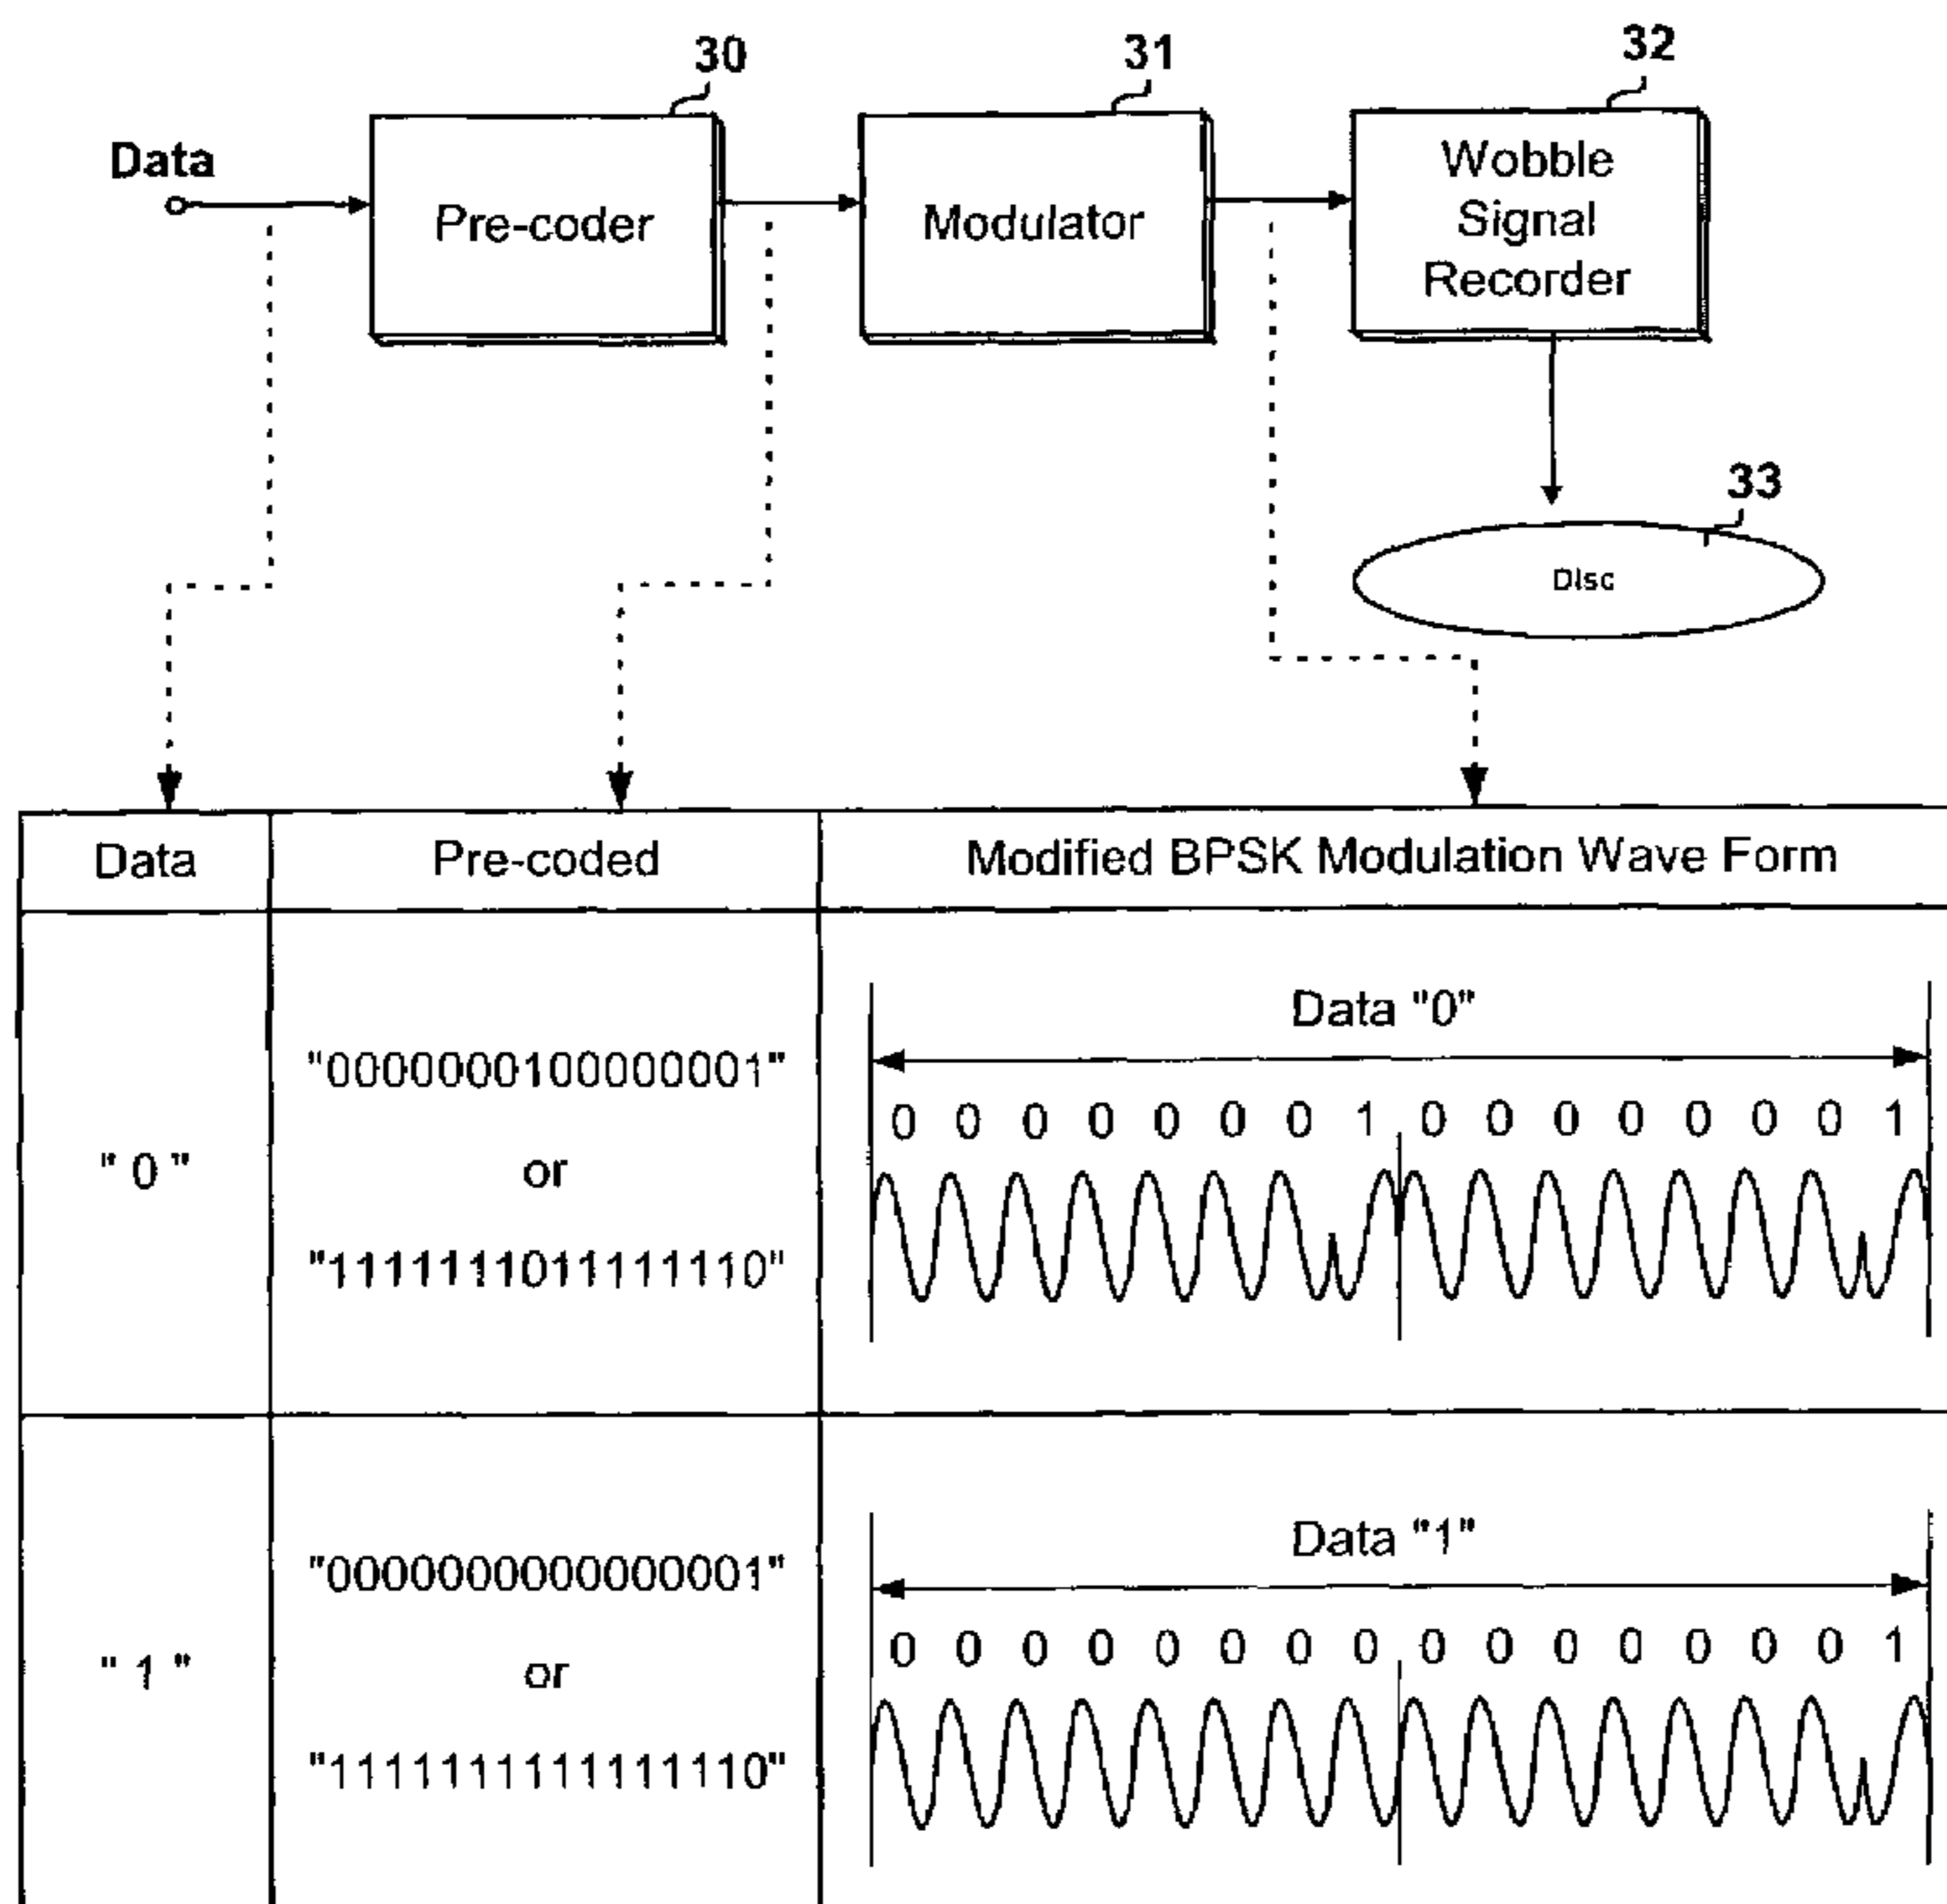 30
31
32
Data
Pre-coder
Modulator
Wobble
Signal
Recorder
33
Disc
Data
Pre-coded
Modified BPSK Modulation Wave Form
" 0 "
"0000000100000001"
or
"1111111011111110"
Data "0"
0 0 0 0 0 0 0 1 0 0 0 0 0 0 0 1
" 1 "
"0000000000000001"
or
"1111111111111110"
Data "1"
0 0 0 0 0 0 0 0 0 0 0 0 0 0 0 1